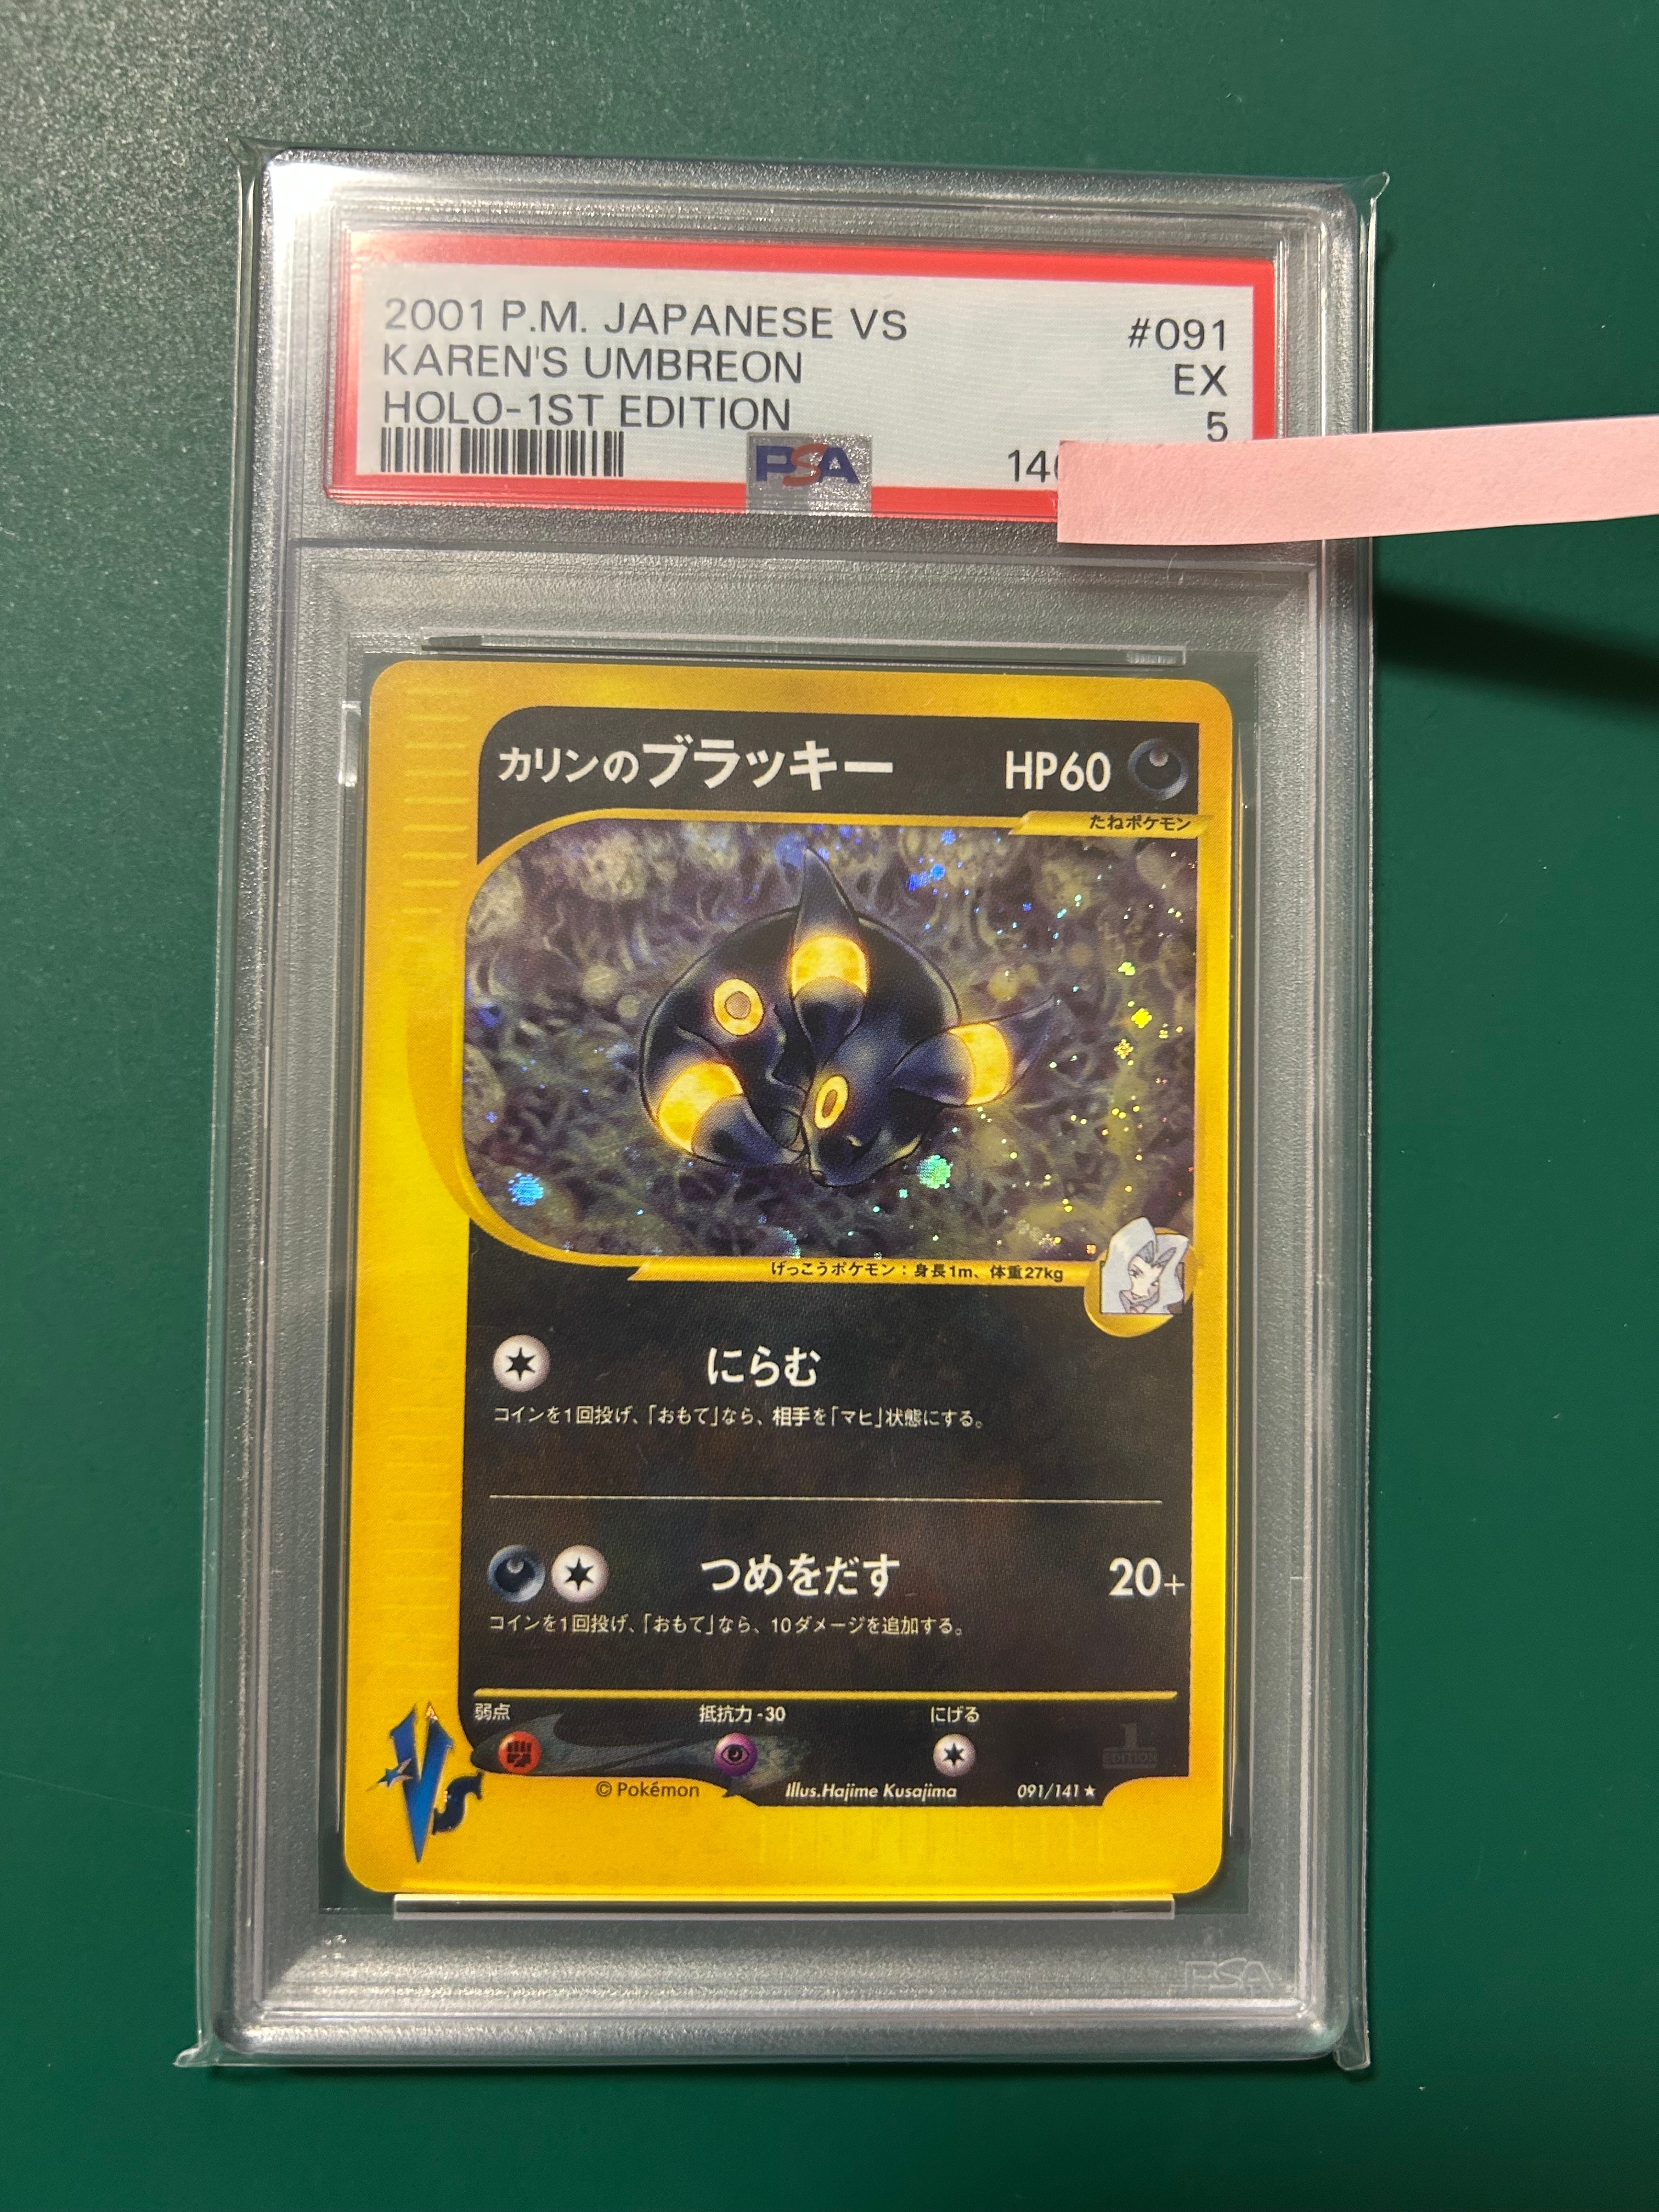 2001 P.M. JAPANESE VS #091
KAREN'S UMBREON EX
HOLO-1ST EDITION 5
PSA
カリンのブラッキー HP60
たねポケモン
げっこうポケモン：身長1m、体重27kg
にらむ
コインを1回投げ、「おもて」なら、相手を「マヒ」状態にする。
つめをだす 20+
コインを1回投げ、「おもて」なら、10ダメージを追加する。
弱点 抵抗力-30 にげる
1 EDITION
Vs
© Pokémon Illus.Hajime Kusajima 091/141★
PSA